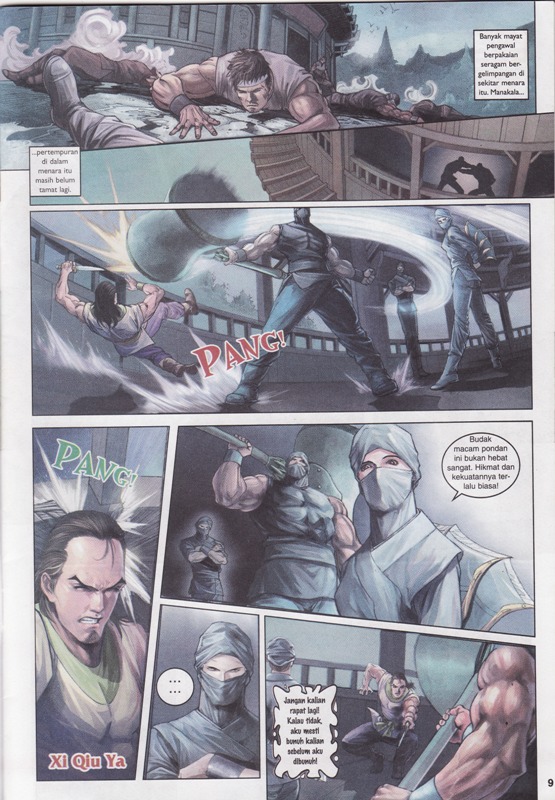 Banyak mayat
pengawal
berpakaian
seragam ber-
gelimpangan di
sekitar menara
itu. Manakala...
...pertempuran
di dalam
menara itu
masih belum
tamat lagi.
PANG!
PANG!
Xi Qiu Ya
Budak
macam pondan
ini bukan hebat
sangat. Hikmat dan
kekuatannya ter-
lalu biasa!
...
...
Jangan kalian
rapat lagi!
Kalau tidak,
aku mesti
bunuh kalian
sebelum aku
dibunuh!
9